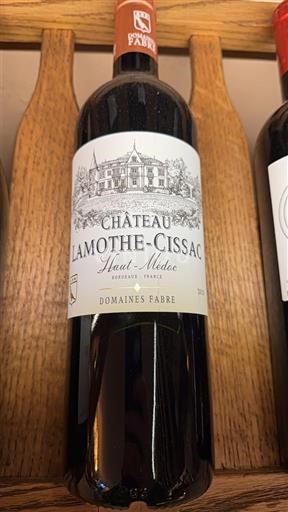 DOMAINES
FABRE
CHÂTEAU
LAMOTHE-CISSAC
Haut-Médoc
BORDEAUX - FRANCE
DOMAINES FABRE